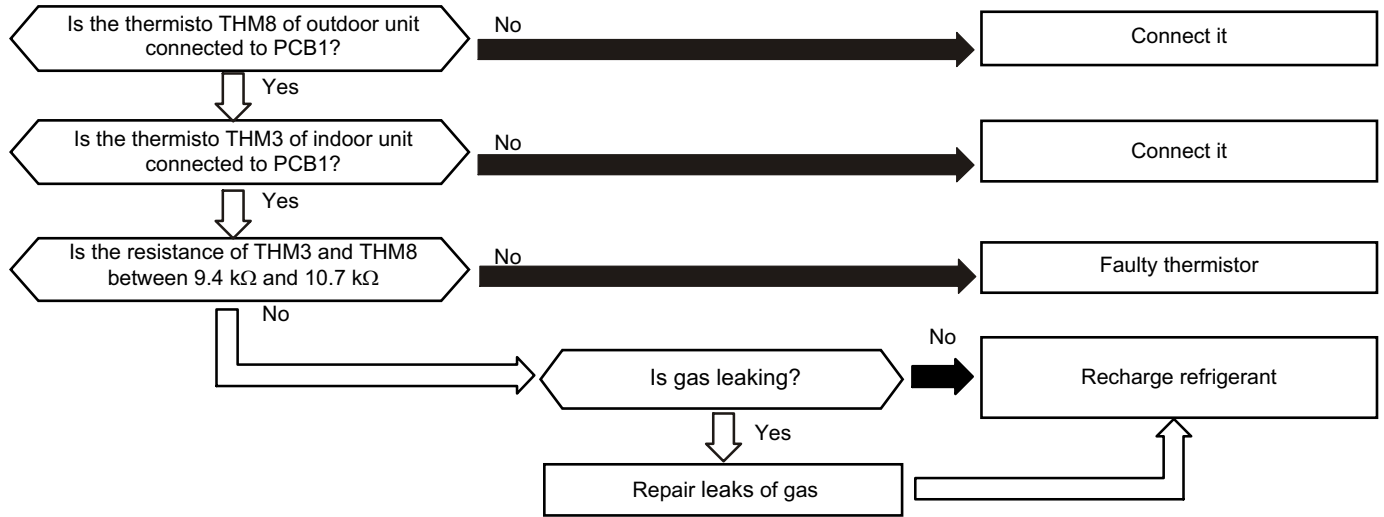 Is the thermisto THM8 of outdoor unit
connected to PCB1?
No
Connect it
Yes
Is the thermisto THM3 of indoor unit
connected to PCB1?
No
Connect it
Yes
Is the resistance of THM3 and THM8
between 9.4 kΩ and 10.7 kΩ
No
Faulty thermistor
No
Is gas leaking?
No
Recharge refrigerant
Yes
Repair leaks of gas